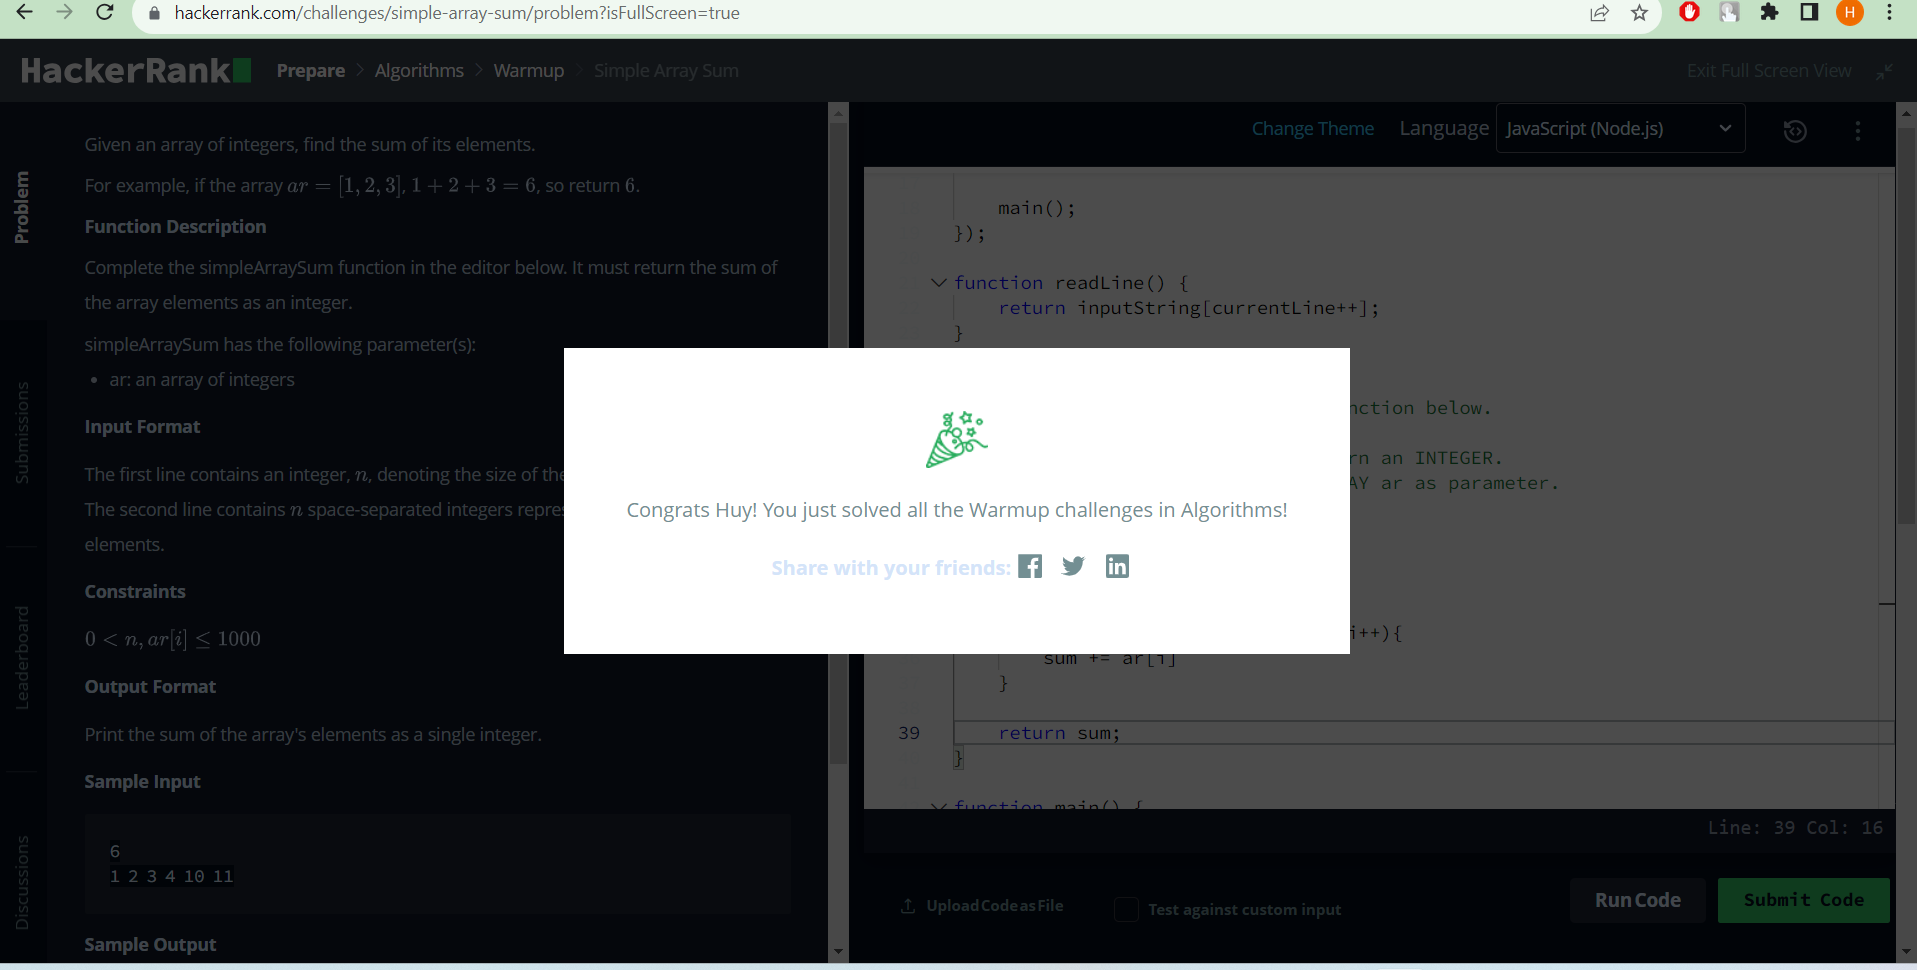 hackerrank.com/challenges/simple-array-sum/problem?isFullScreen=true
H
HackerRank
Prepare > Algorithms > Warmup > Simple Array Sum
Exit Full Screen View
Problem
Submissions
Leaderboard
Discussions
Given an array of integers, find the sum of its elements.
For example, if the array ar = [1, 2, 3], 1 + 2 + 3 = 6, so return 6.
Function Description
Complete the simpleArraySum function in the editor below. It must return the sum of
the array elements as an integer.
simpleArraySum has the following parameter(s):
• ar: an array of integers
Input Format
The first line contains an integer, n, denoting the size of the
The second line contains n space-separated integers repres
elements.
Constraints
0 < n, ar[i] ≤ 1000
Output Format
Print the sum of the array's elements as a single integer.
Sample Input
6
1 2 3 4 10 11
Sample Output
Change Theme
Language
JavaScript (Node.js)
main();
});
function readLine() {
return inputString[currentLine++];
}
nction below.
rn an INTEGER.
AY ar as parameter.
i++){
sum += ar[i]
}
39 return sum;
}
function main() {
Line: 39 Col: 16
Upload Code as File
Test against custom input
Run Code
Submit Code
Congrats Huy! You just solved all the Warmup challenges in Algorithms!
Share with your friends: